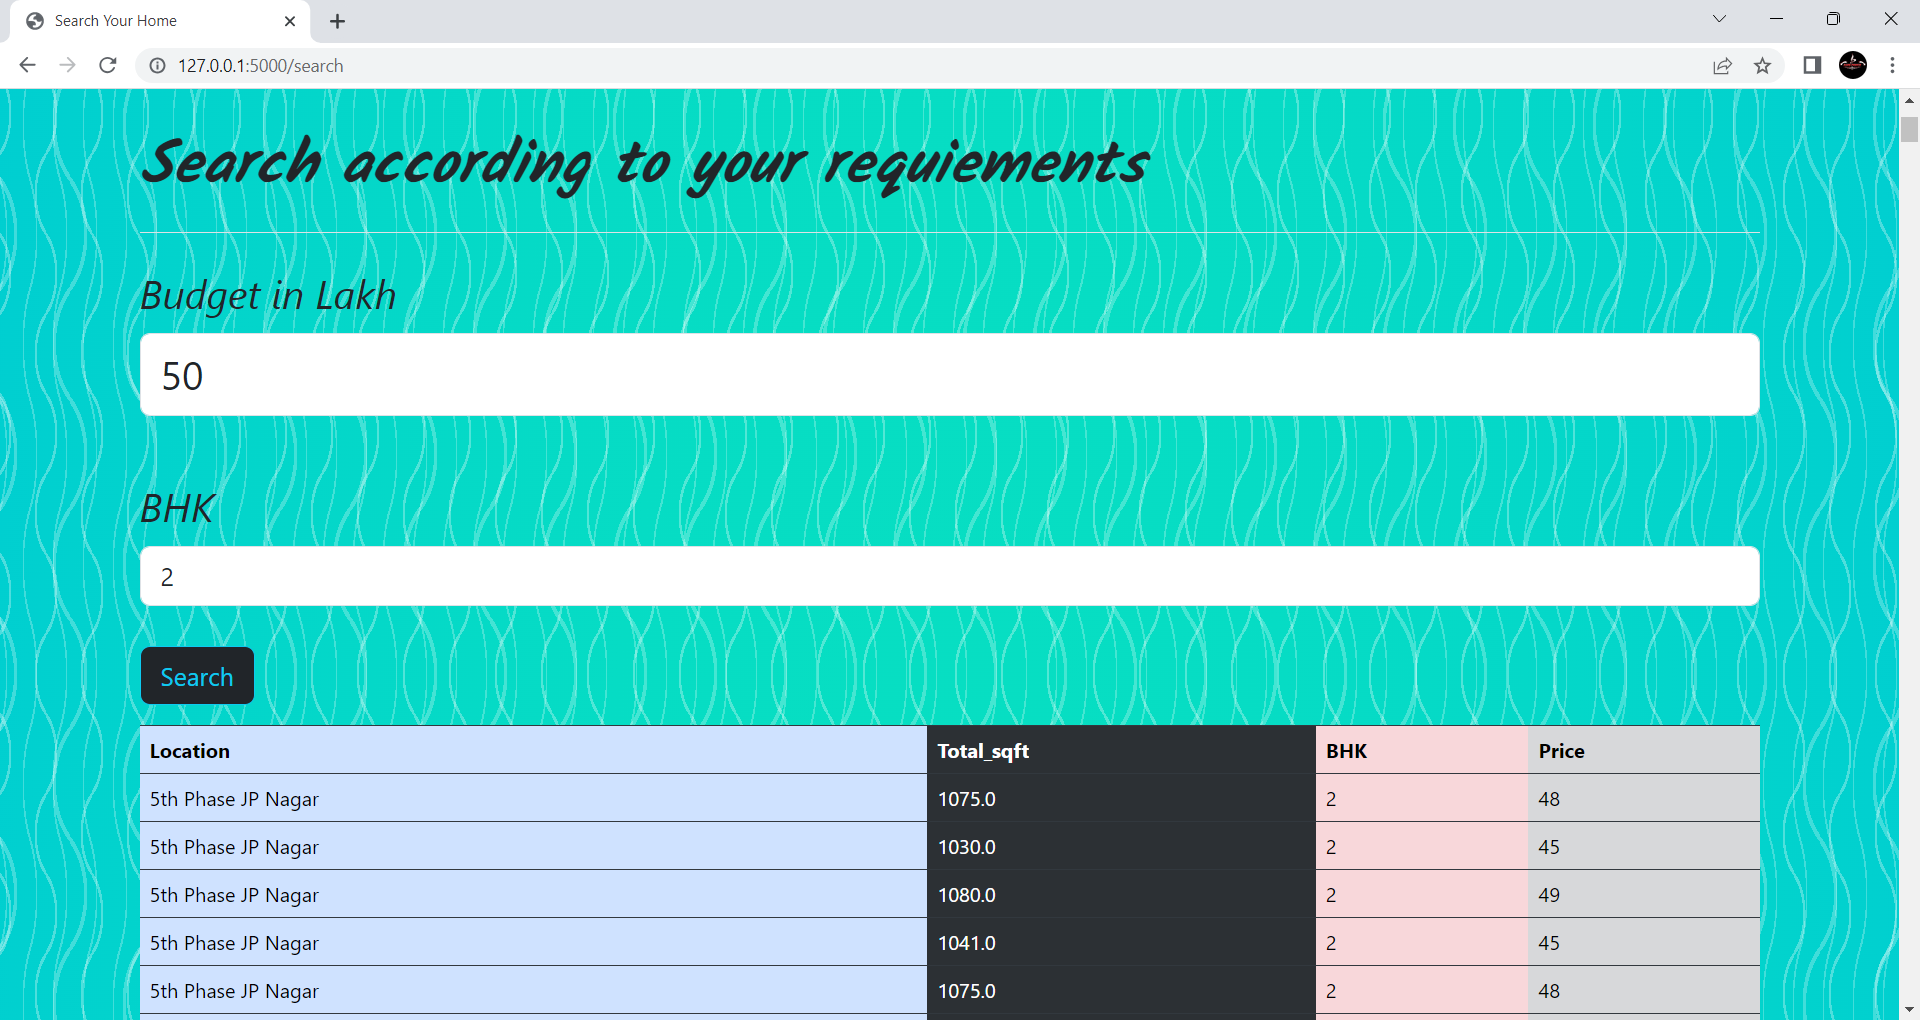 Search Your Home
127.0.0.1:5000/search
Search according to your requiements
Budget in Lakh
50
BHK
2
Search
Location Total_sqft BHK Price
5th Phase JP Nagar 1075.0 2 48
5th Phase JP Nagar 1030.0 2 45
5th Phase JP Nagar 1080.0 2 49
5th Phase JP Nagar 1041.0 2 45
5th Phase JP Nagar 1075.0 2 48